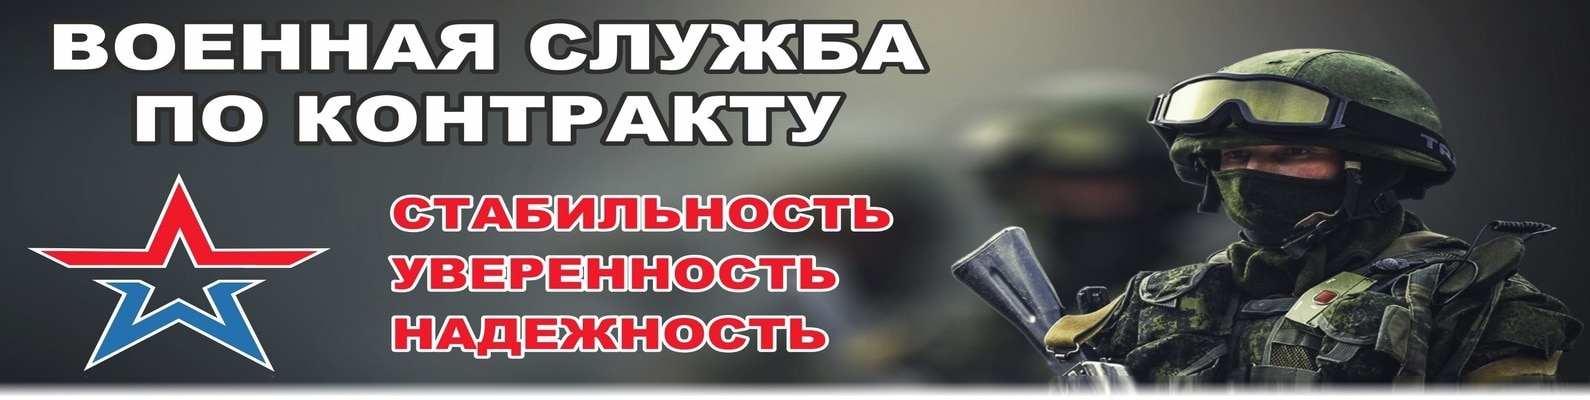 ВОЕННАЯ СЛУЖБА
ПО КОНТРАКТУ
СТАБИЛЬНОСТЬ
УВЕРЕННОСТЬ
НАДЕЖНОСТЬ